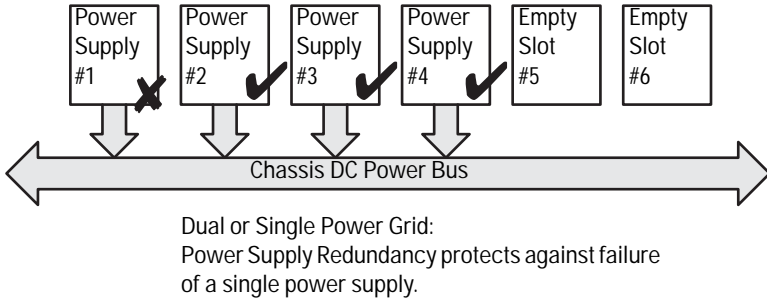 Power Supply #1
Power Supply #2
Power Supply #3
Power Supply #4
Empty Slot #5
Empty Slot #6
Chassis DC Power Bus
Dual or Single Power Grid:
Power Supply Redundancy protects against failure
of a single power supply.